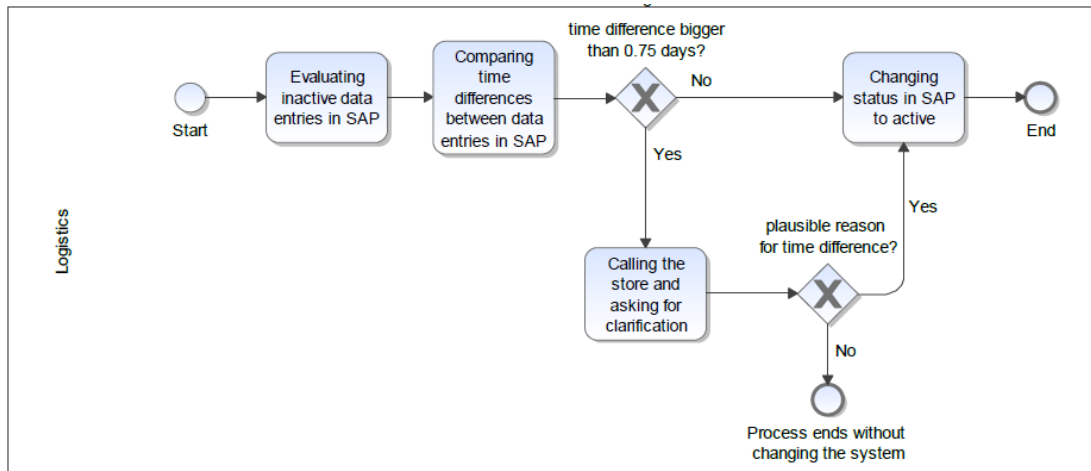 time difference bigger
than 0.75 days?
Evaluating
inactive data
entries in SAP
Comparing
time
differences
between data
entries in SAP
No
Changing
status in SAP
to active
Start
End
Yes
Logistics
Calling the
store and
asking for
clarification
plausible reason
for time difference?
Yes
No
Process ends without
changing the system